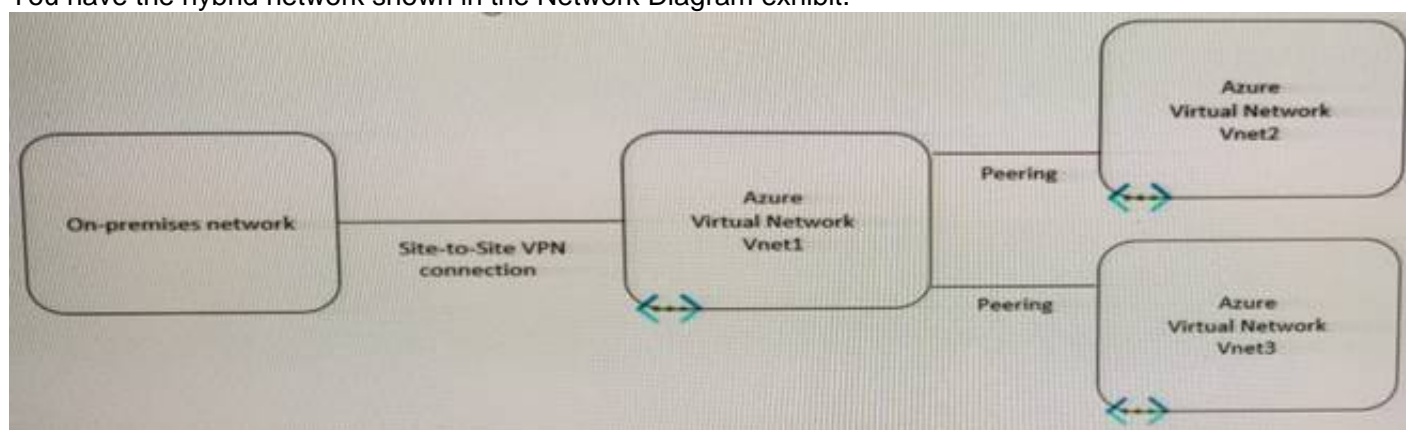 You have the hybrid network shown in the Network Diagram exhibit.
On-premises network
Site-to-Site VPN
connection
Azure
Virtual Network
Vnet1
Peering
Peering
Azure
Virtual Network
Vnet2
Azure
Virtual Network
Vnet3